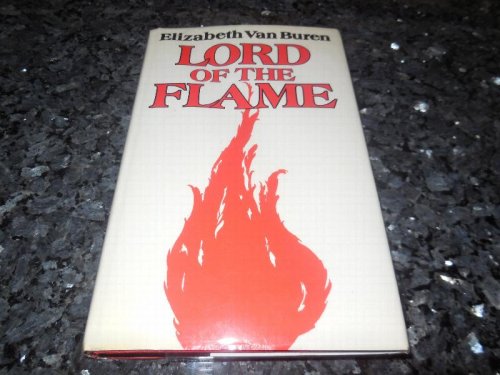 Elizabeth Van Buren
LORD
OF THE
FLAME